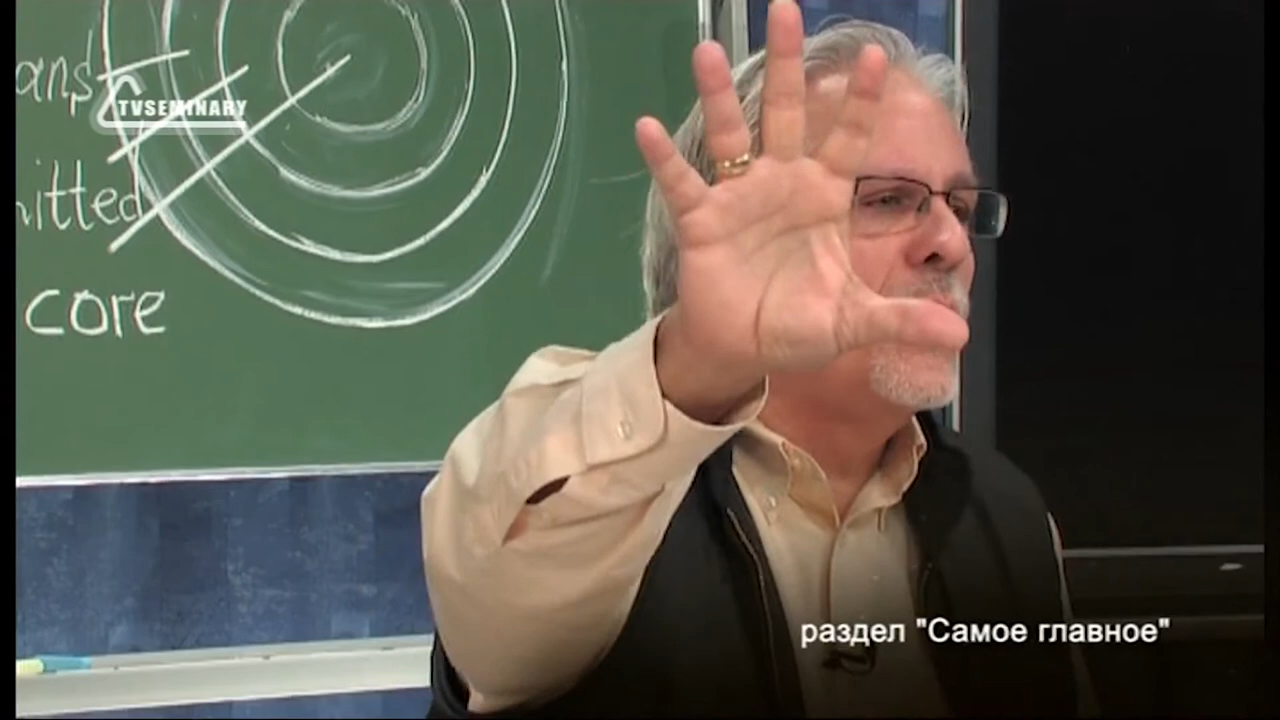 ans
TVSEMINARY
itted
core
раздел "Самое главное"